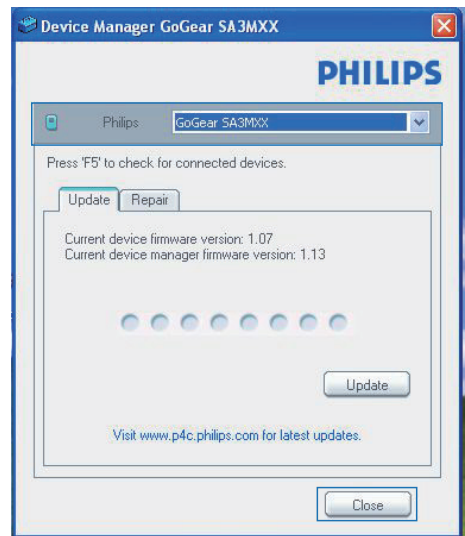 Device Manager GoGear SA3MXX
PHILIPS
Philips GoGear SA3MXX
Press 'F5' to check for connected devices.
Update Repair
Current device firmware version: 1.07
Current device manager firmware version: 1.13
Update
Visit www.p4c.philips.com for latest updates.
Close